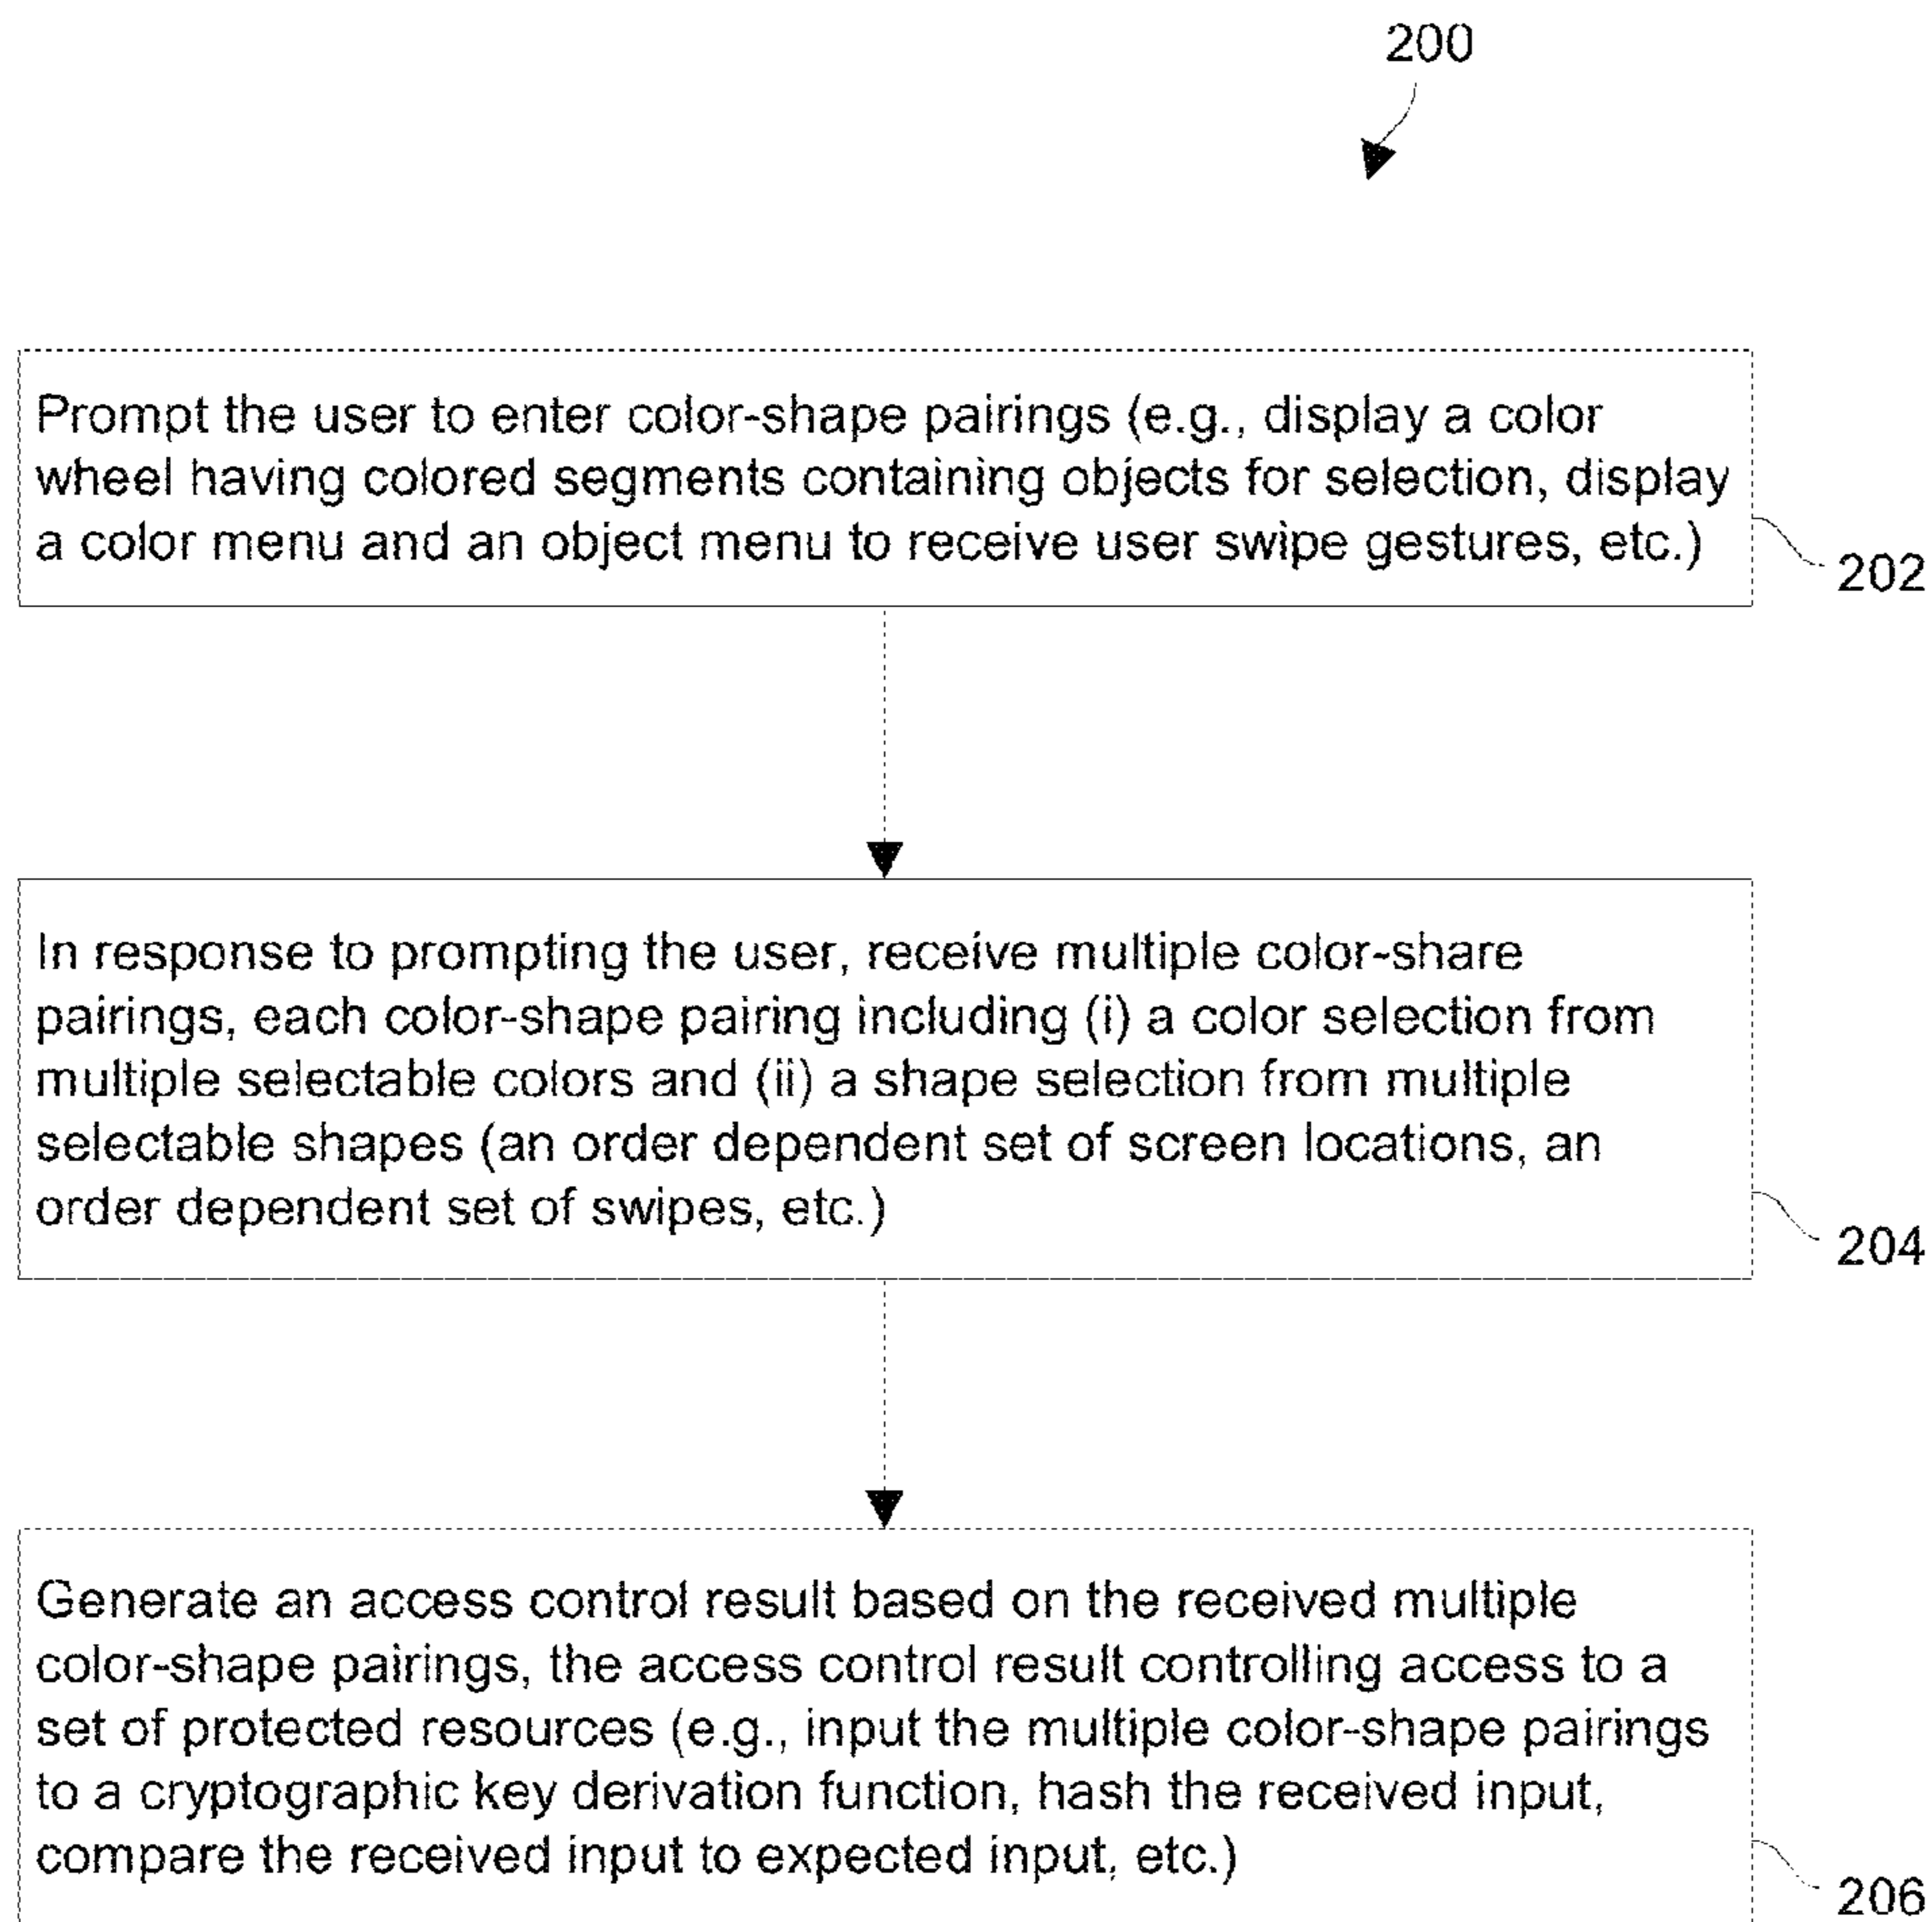 200
Prompt the user to enter color-shape pairings (e.g., display a color
wheel having colored segments containing objects for selection, display
a color menu and an object menu to receive user swipe gestures, etc.)
202
In response to prompting the user, receive multiple color-share
pairings, each color-shape pairing including (i) a color selection from
multiple selectable colors and (ii) a shape selection from multiple
selectable shapes (an order dependent set of screen locations, an
order dependent set of swipes, etc.)
204
Generate an access control result based on the received multiple
color-shape pairings, the access control result controlling access to a
set of protected resources (e.g., input the multiple color-shape pairings
to a cryptographic key derivation function, hash the received input,
compare the received input to expected input, etc.)
206